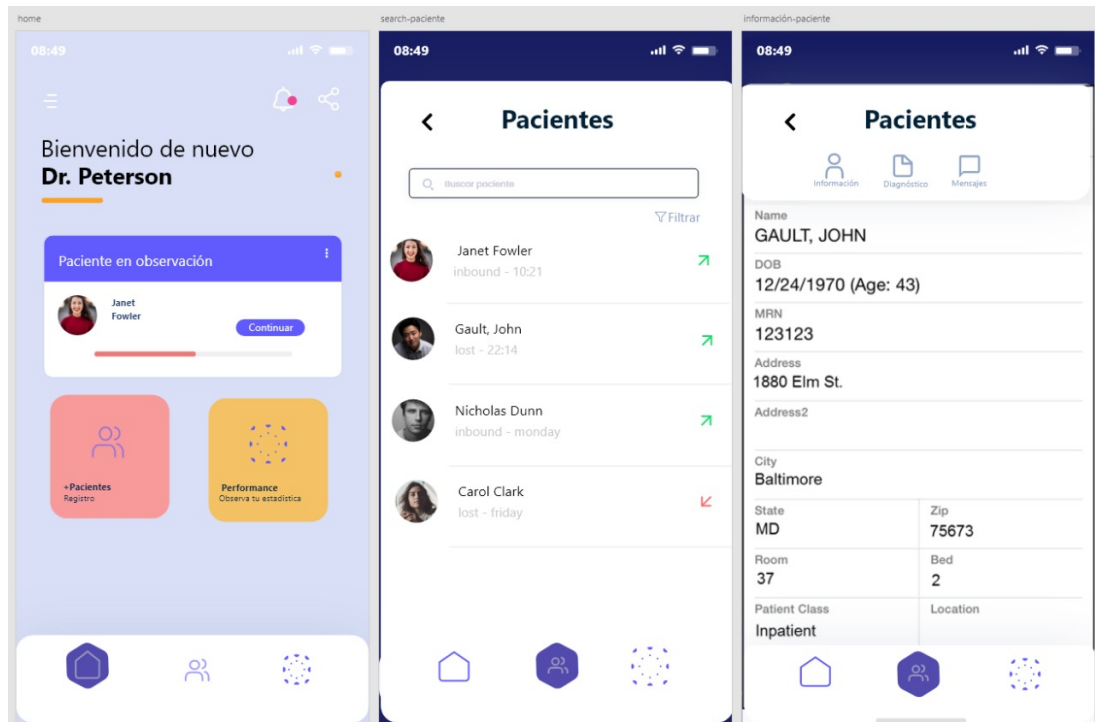 home
08:49
Bienvenido de nuevo
Dr. Peterson
Paciente en observación
Janet
Fowler
Continuar
+Pacientes
Registro
Performance
Observa tu estadística
search-paciente
08:49
Pacientes
Buscar paciente
Filtrar
Janet Fowler
inbound - 10:21
Gault, John
lost - 22:14
Nicholas Dunn
inbound - monday
Carol Clark
lost - friday
información-paciente
08:49
Pacientes
Información Diagnóstico Mensajes
Name
GAULT, JOHN
DOB
12/24/1970 (Age: 43)
MRN
123123
Address
1880 Elm St.
Address2
City
Baltimore
State Zip
MD 75673
Room Bed
37 2
Patient Class Location
Inpatient